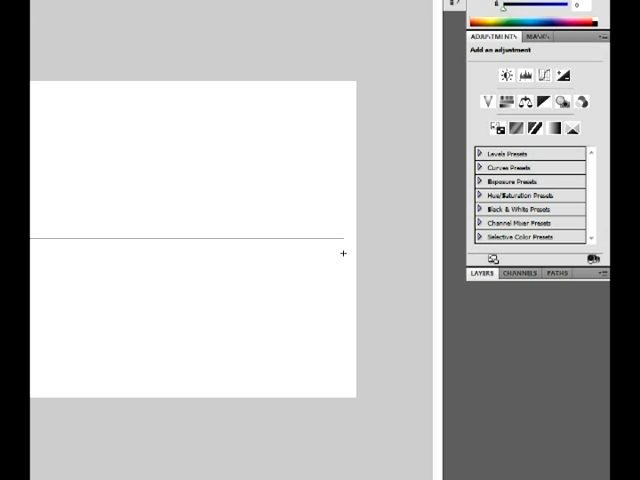 0
ADJUSTMENTS MASKS
Add an adjustment
Levels Presets
Curves Presets
Exposure Presets
Hue/Saturation Presets
Black & White Presets
Channel Mixer Presets
Selective Color Presets
LAYERS CHANNELS PATHS